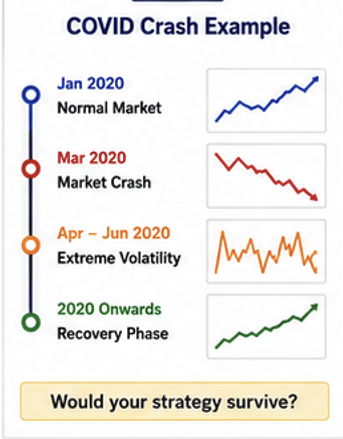 COVID Crash Example
Jan 2020
Normal Market
Mar 2020
Market Crash
Apr – Jun 2020
Extreme Volatility
2020 Onwards
Recovery Phase
Would your strategy survive?